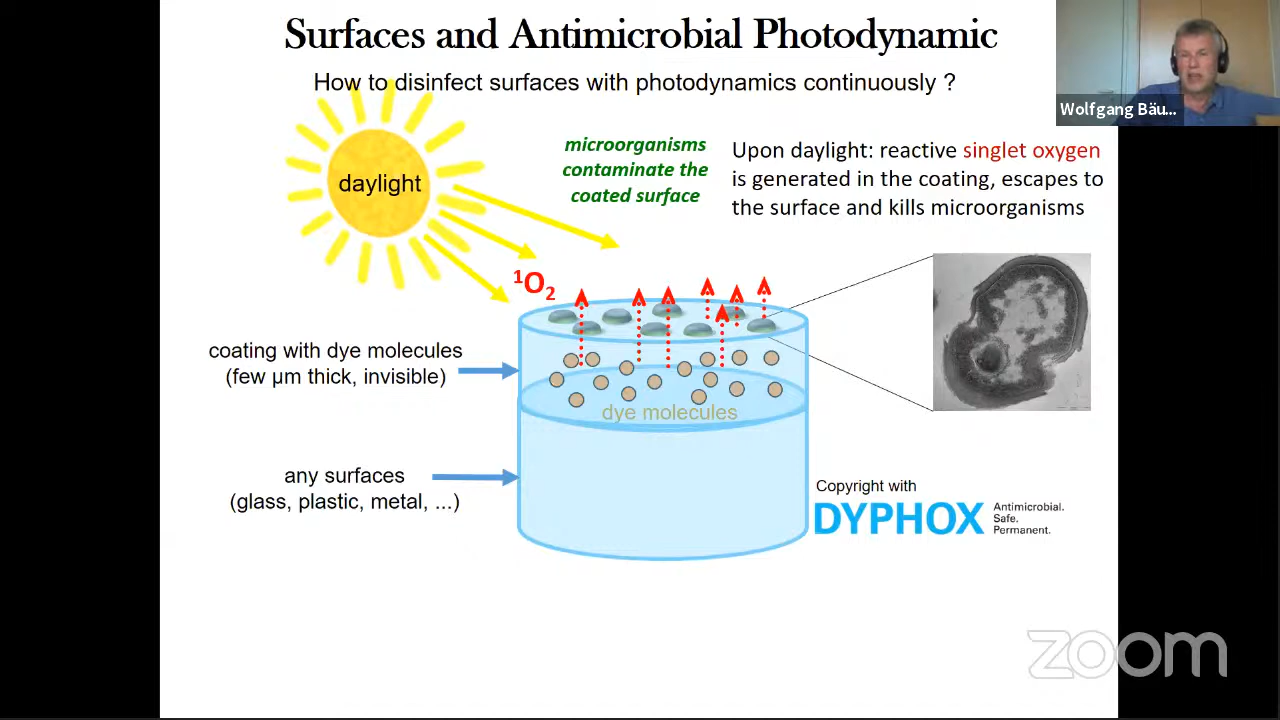 Surfaces and Antimicrobial Photodynamic
How to disinfect surfaces with photodynamics continuously ?
Wolfgang Bäu...
daylight
microorganisms
contaminate the
coated surface
Upon daylight: reactive singlet oxygen
is generated in the coating, escapes to
the surface and kills microorganisms
¹O₂
coating with dye molecules
(few µm thick, invisible)
dye molecules
any surfaces
(glass, plastic, metal, ...)
Copyright with
DYPHOX
Antimicrobial.
Safe.
Permanent.
zoom